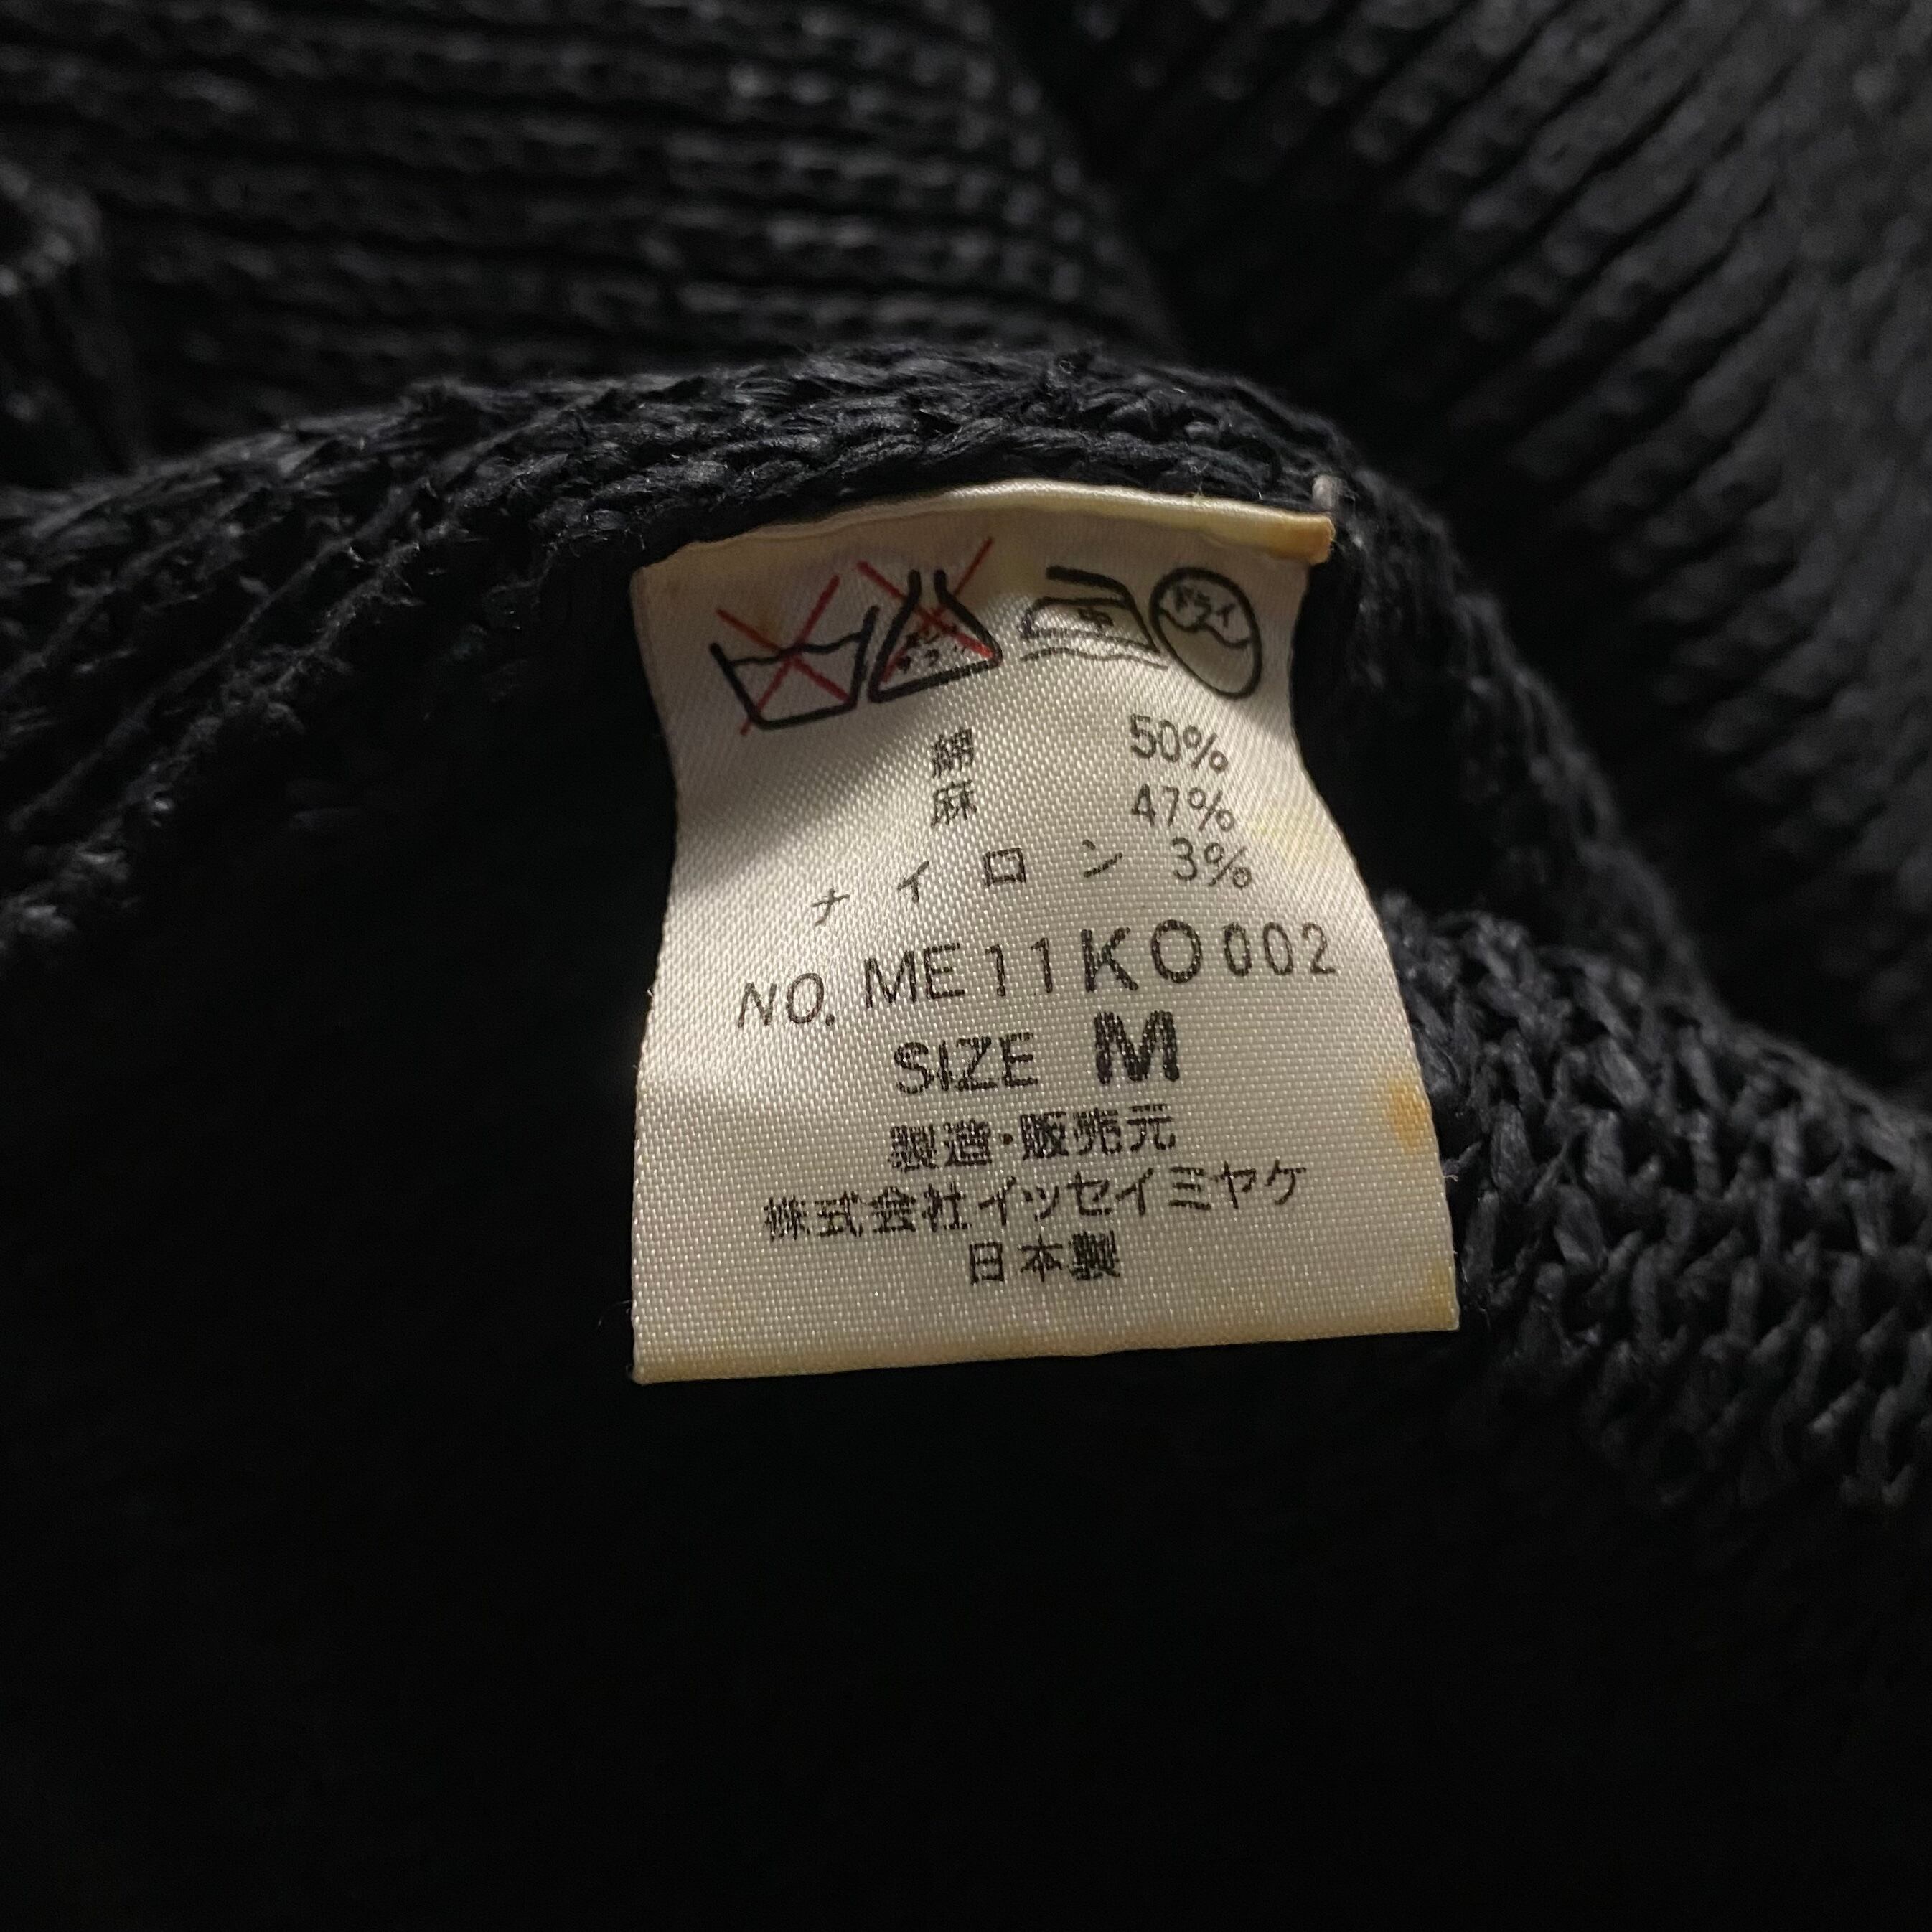 ドライ
綿 50%
麻 47%
ナイロン 3%
NO. ME11KO002
SIZE M
製造・販売元
株式会社イッセイミヤケ
日本製